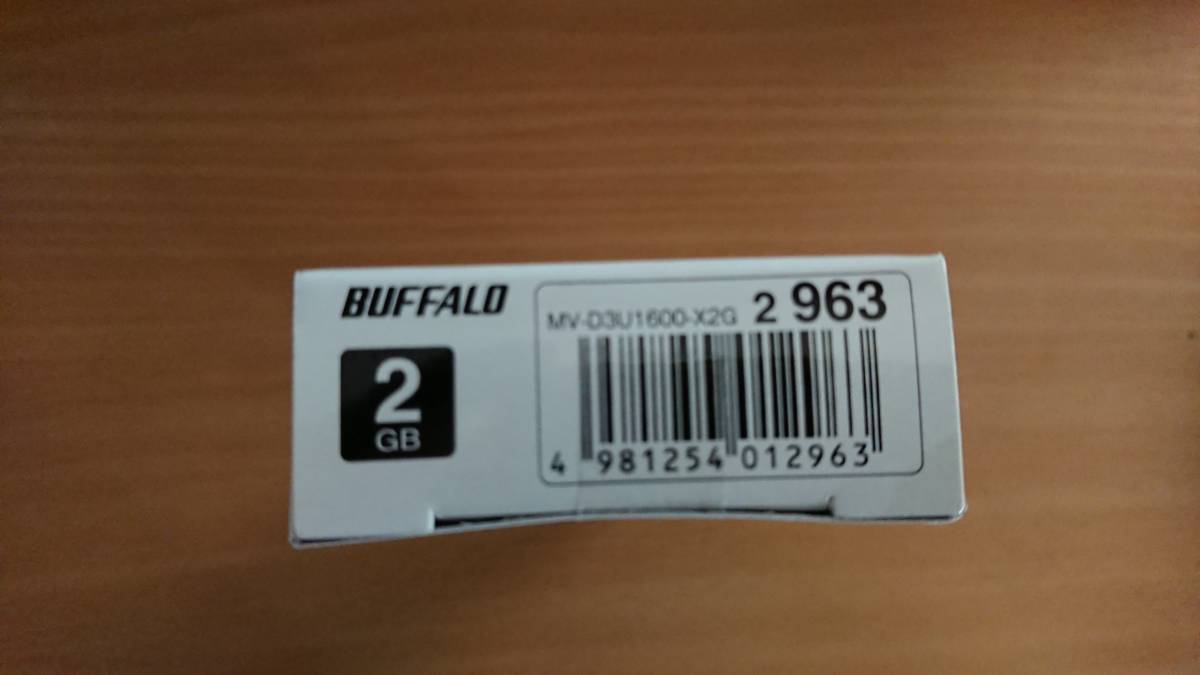 BUFFALO
2
GB
MV-D3U1600-X2G 2 963
4 981254 012963